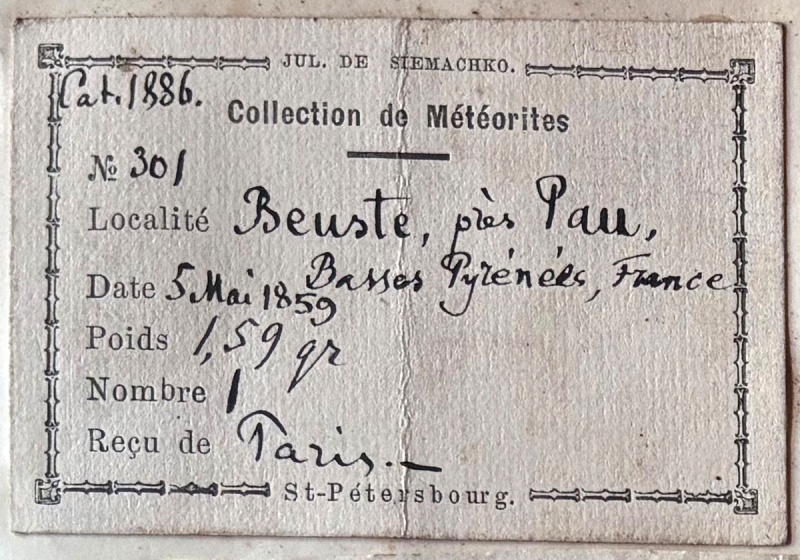 JUL. DE SIEMACHKO.
Cat. 1886.
Collection de Météorites
№ 301
Localité Beuste, près Pau,
Basses Pyrénées, France
Date 5 Mai 1859
Poids 1,59 gr
Nombre 1
Reçu de Paris.—
St-Pétersbourg.